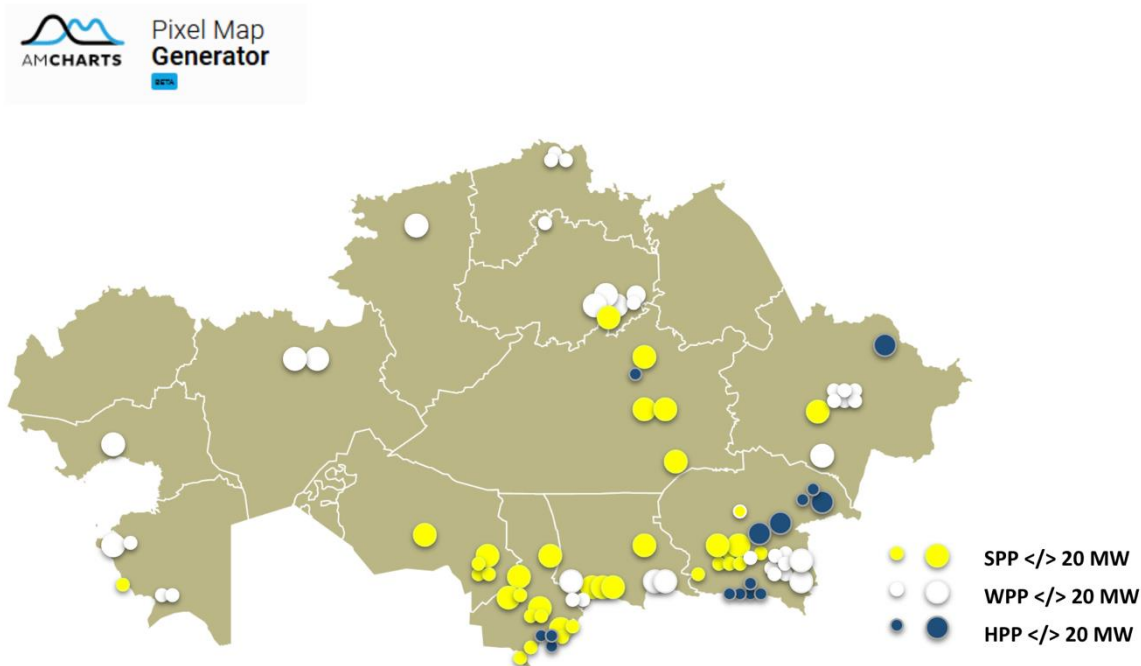 Pixel Map
AMCHARTS
Generator
BETA
SPP </> 20 MW
WPP </> 20 MW
HPP </> 20 MW